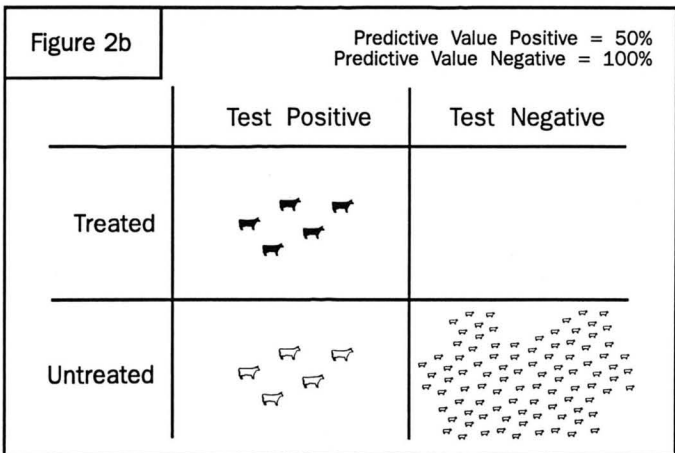 Figure 2b
Predictive Value Positive = 50%
Predictive Value Negative = 100%
Test Positive
Test Negative
Treated
Untreated